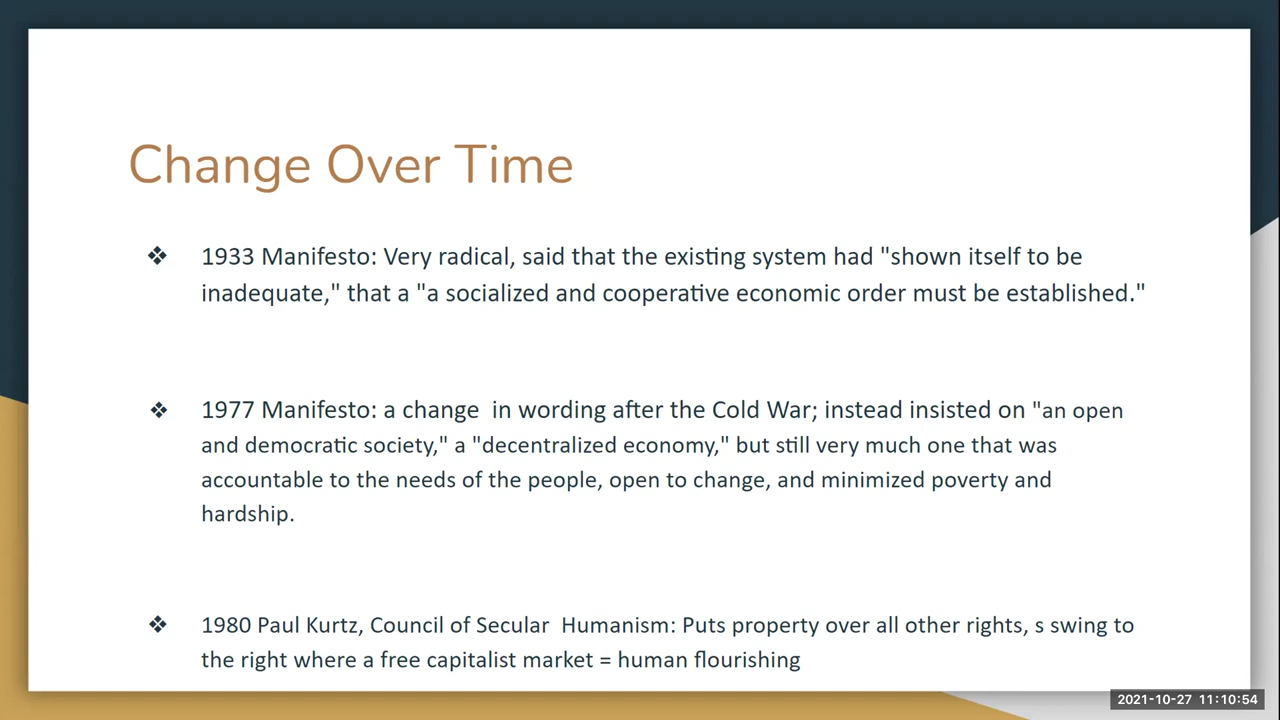 Change Over Time
❖ 1933 Manifesto: Very radical, said that the existing system had "shown itself to be
inadequate," that a "a socialized and cooperative economic order must be established."
❖ 1977 Manifesto: a change  in wording after the Cold War; instead insisted on "an open
and democratic society," a "decentralized economy," but still very much one that was
accountable to the needs of the people, open to change, and minimized poverty and
hardship.
❖ 1980 Paul Kurtz, Council of Secular  Humanism: Puts property over all other rights, s swing to
the right where a free capitalist market = human flourishing
2021-10-27 11:10:54